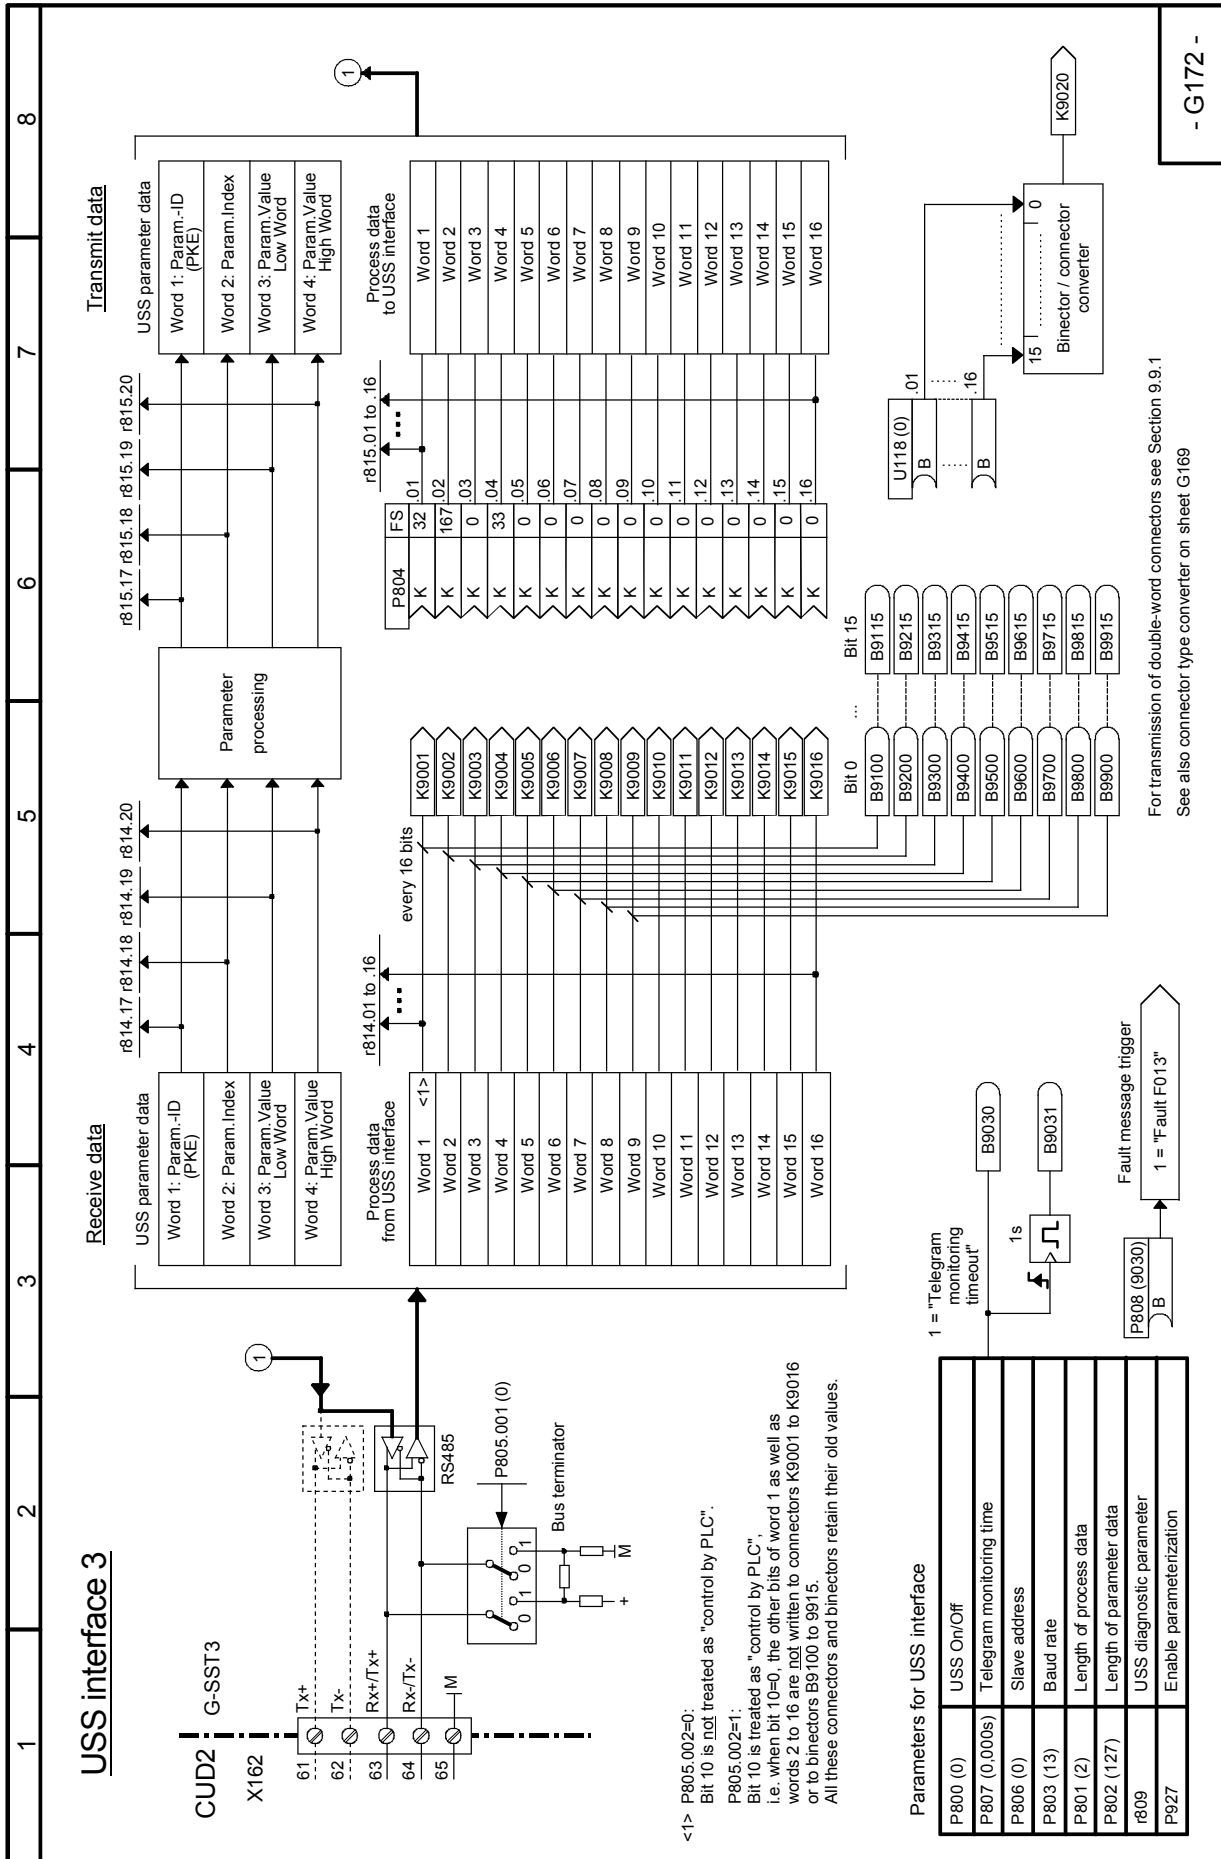 1
2
3
4
5
6
7
8
USS interface 3
CUD2
G-SST3
X162
61
Tx+
62
Tx-
63
Rx+/Tx+
64
Rx-/Tx-
65
M
RS485
1
P805.001 (0)
0
1
0
1
Bus terminator
+
M
<1> P805.002=0:
Bit 10 is not treated as "control by PLC".
P805.002=1:
Bit 10 is treated as "control by PLC",
i.e. when bit 10=0, the other bits of word 1 as well as
words 2 to 16 are not written to connectors K9001 to K9016
or to binectors B9100 to 9915.
All these connectors and binectors retain their old values.
Receive data
USS parameter data
Word 1: Param.-ID
(PKE)
Word 2: Param.Index
Word 3: Param.Value
Low Word
Word 4: Param.Value
High Word
r814.17
r814.18
r814.19
r814.20
Parameter
processing
r815.17
r815.18
r815.19
r815.20
Transmit data
USS parameter data
Word 1: Param.-ID
(PKE)
Word 2: Param.Index
Word 3: Param.Value
Low Word
Word 4: Param.Value
High Word
1
Process data
from USS interface
Word 1
<1>
Word 2
Word 3
Word 4
Word 5
Word 6
Word 7
Word 8
Word 9
Word 10
Word 11
Word 12
Word 13
Word 14
Word 15
Word 16
r814.01 to .16
every 16 bits
K9001
K9002
K9003
K9004
K9005
K9006
K9007
K9008
K9009
K9010
K9011
K9012
K9013
K9014
K9015
K9016
P804
FS
K 32 .01
K 167 .02
K 0 .03
K 33 .04
K 0 .05
K 0 .06
K 0 .07
K 0 .08
K 0 .09
K 0 .10
K 0 .11
K 0 .12
K 0 .13
K 0 .14
K 0 .15
K 0 .16
r815.01 to .16
Process data
to USS interface
Word 1
Word 2
Word 3
Word 4
Word 5
Word 6
Word 7
Word 8
Word 9
Word 10
Word 11
Word 12
Word 13
Word 14
Word 15
Word 16
Bit 0 ... Bit 15
B9100 B9115
B9200 B9215
B9300 B9315
B9400 B9415
B9500 B9515
B9600 B9615
B9700 B9715
B9800 B9815
B9900 B9915
U118 (0)
B .01
B .16
15
0
Binector / connector
converter
K9020
Parameters for USS interface
P800 (0) USS On/Off
P807 (0,000s) Telegram monitoring time
P806 (0) Slave address
P803 (13) Baud rate
P801 (2) Length of process data
P802 (127) Length of parameter data
r809 USS diagnostic parameter
P927 Enable parameterization
1 = "Telegram
monitoring
timeout"
B9030
1s
B9031
P808 (9030)
B
Fault message trigger
1 = "Fault F013"
For transmission of double-word connectors see Section 9.9.1
See also connector type converter on sheet G169
- G172 -